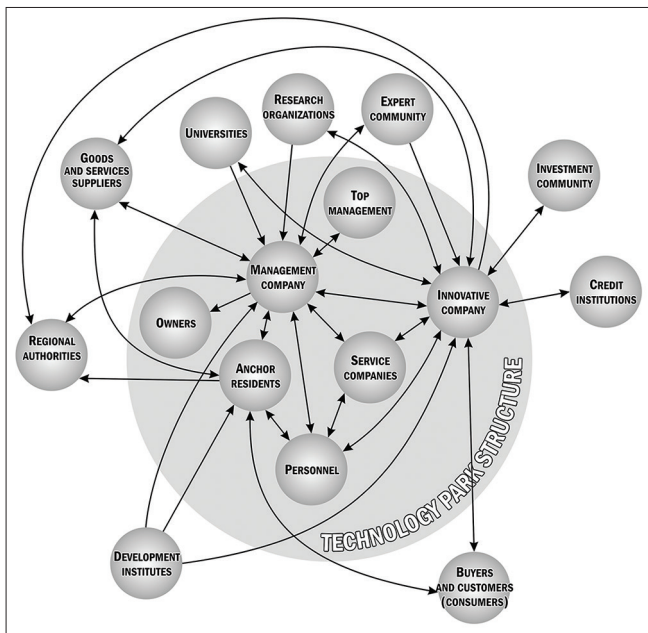 RESEARCH
ORGANIZATIONS
EXPERT
COMMUNITY
UNIVERSITIES
GOODS
AND SERVICES
SUPPLIERS
INVESTMENT
COMMUNITY
TOP
MANAGEMENT
MANAGEMENT
COMPANY
INNOVATIVE
COMPANY
CREDIT
INSTITUTIONS
OWNERS
REGIONAL
AUTHORITIES
ANCHOR
RESIDENTS
SERVICE
COMPANIES
PERSONNEL
TECHNOLOGY PARK STRUCTURE
DEVELOPMENT
INSTITUTES
BUYERS
AND CUSTOMERS
(CONSUMERS)